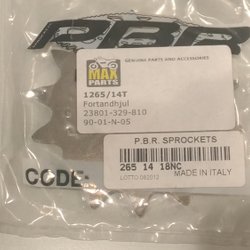 P.B.R.
MAX
PARTS
GENUINE PARTS AND ACCESSORIES
1265/14T
Fortandhjul
23801-329-810
90-01-N-05
P.B.R. SPROCKETS
265 14 18NC
MADE IN ITALY
LOTTO 082012
CODE: